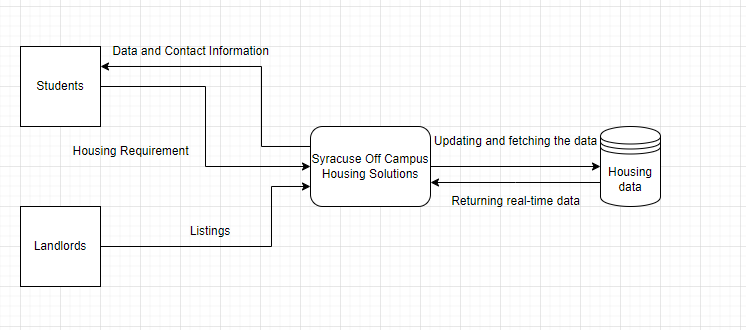 Data and Contact Information
Students
Housing Requirement
Syracuse Off Campus
Housing Solutions
Updating and fetching the data
Housing
data
Returning real-time data
Listings
Landlords